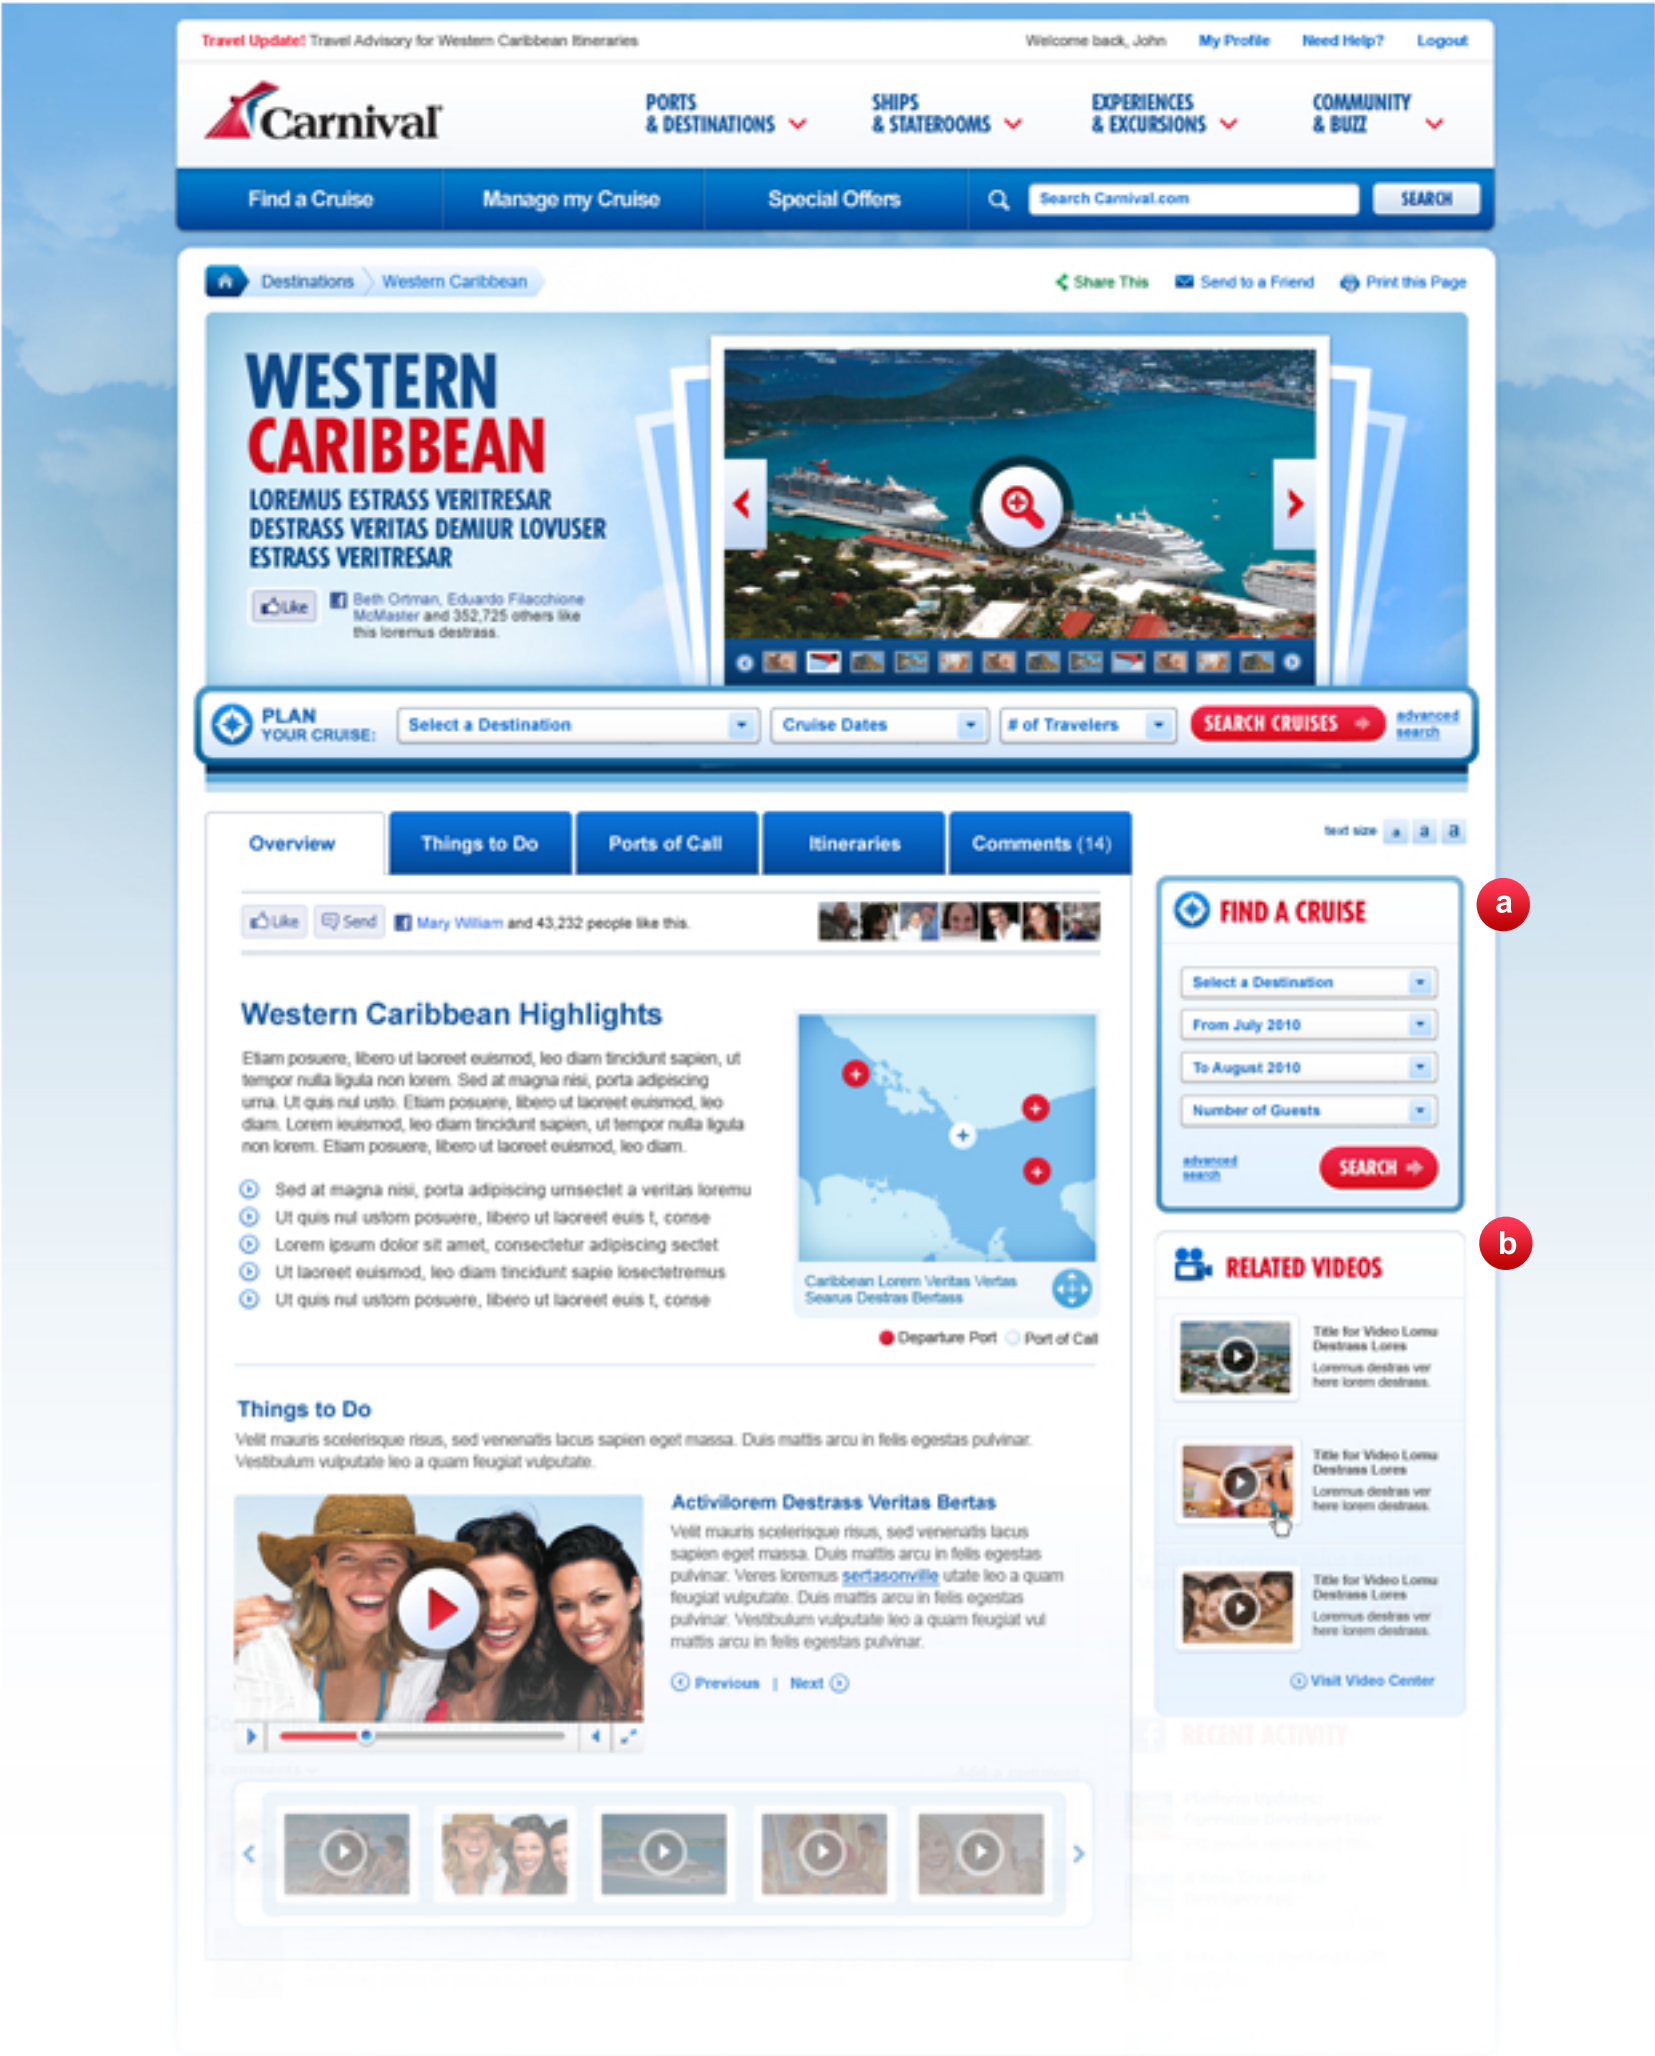 Travel Update! Travel Advisory for Western Caribbean Itineraries
Welcome back, John My Profile Need Help? Logout
Carnival
PORTS
& DESTINATIONS
SHIPS
& STATEROOMS
EXPERIENCES
& EXCURSIONS
COMMUNITY
& BUZZ
Find a Cruise Manage my Cruise Special Offers Search Carnival.com SEARCH
Destinations Western Caribbean
Share This Send to a Friend Print this Page
WESTERN
CARIBBEAN
LOREMUS ESTRASS VERITRESAR
DESTRASS VERITAS DEMIUR LOVUSER
ESTRASS VERITRESAR
Like
Beth Ortman, Eduardo Filacchione
McMaster and 352,725 others like
this loremus destrass.
PLAN
YOUR CRUISE:
Select a Destination Cruise Dates # of Travelers SEARCH CRUISES
advanced
search
Overview Things to Do Ports of Call Itineraries Comments (14)
text size a a a
Like Send Mary William and 43,232 people like this.
Western Caribbean Highlights
Etiam posuere, libero ut laoreet euismod, leo diam tincidunt sapien, ut
tempor nulla ligula non lorem. Sed at magna nisi, porta adipiscing
urna. Ut quis nul usto. Etiam posuere, libero ut laoreet euismod, leo
diam. Lorem ieuismod, leo diam tincidunt sapien, ut tempor nulla ligula
non lorem. Etiam posuere, libero ut laoreet euismod, leo diam.
Sed at magna nisi, porta adipiscing urnsectet a veritas loremu
Ut quis nul ustom posuere, libero ut laoreet euis t, conse
Lorem ipsum dolor sit amet, consectetur adipiscing sectet
Ut laoreet euismod, leo diam tincidunt sapie losectetremus
Ut quis nul ustom posuere, libero ut laoreet euis t, conse
Caribbean Lorem Veritas Vertas
Searus Destras Bertass
Departure Port Port of Call
Things to Do
Velit mauris scelerisque risus, sed venenatis lacus sapien eget massa. Duis mattis arcu in felis egestas pulvinar.
Vestibulum vulputate leo a quam feugiat vulputate.
Activilorem Destrass Veritas Bertas
Velit mauris scelerisque risus, sed venenatis lacus
sapien eget massa. Duis mattis arcu in felis egestas
pulvinar. Veres loremus sertasonville utate leo a quam
feugiat vulputate. Duis mattis arcu in felis egestas
pulvinar. Vestibulum vulputate leo a quam feugiat vul
mattis arcu in felis egestas pulvinar.
Previous | Next
FIND A CRUISE
a
Select a Destination
From July 2010
To August 2010
Number of Guests
advanced
search
SEARCH
RELATED VIDEOS
b
Title for Video Lomu
Destrass Lores
Loremus destras ver
here lorem destrass.
Title for Video Lomu
Destrass Lores
Loremus destras ver
here lorem destrass.
Title for Video Lomu
Destrass Lores
Loremus destras ver
here lorem destrass.
Visit Video Center
RECENT ACTIVITY